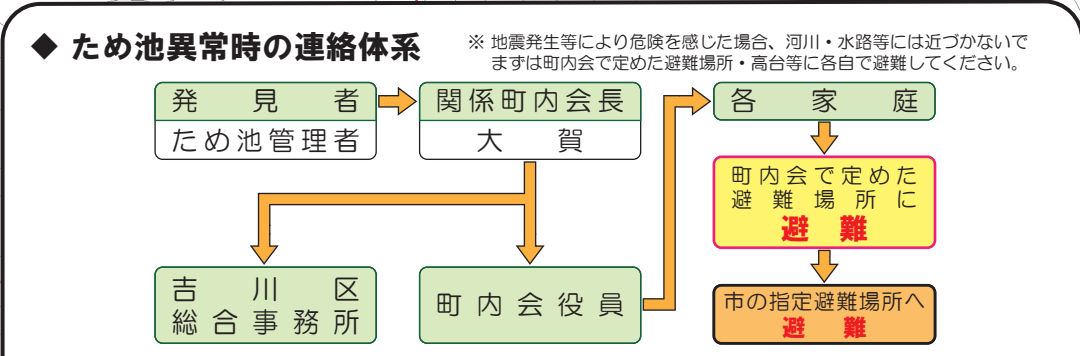 ◆ ため池異常時の連絡体系
※ 地震発生等により危険を感じた場合、河川・水路等には近づかないで
まずは町内会で定めた避難場所・高台等に各自で避難してください。
発見者
ため池管理者
関係町内会長
大賀
各家庭
町内会で定めた
避難場所に
避難
吉川区
総合事務所
町内会役員
市の指定避難場所へ
避難